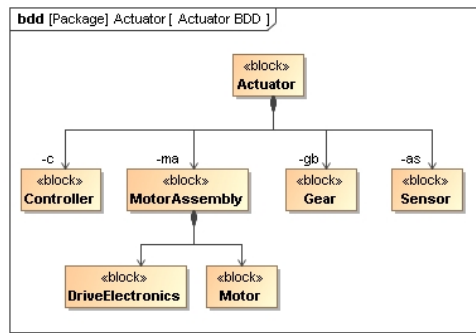 bdd [Package] Actuator [ Actuator BDD ]
«block»
Actuator
-c
-ma
-gb
-as
«block»
Controller
«block»
MotorAssembly
«block»
Gear
«block»
Sensor
«block»
DriveElectronics
«block»
Motor